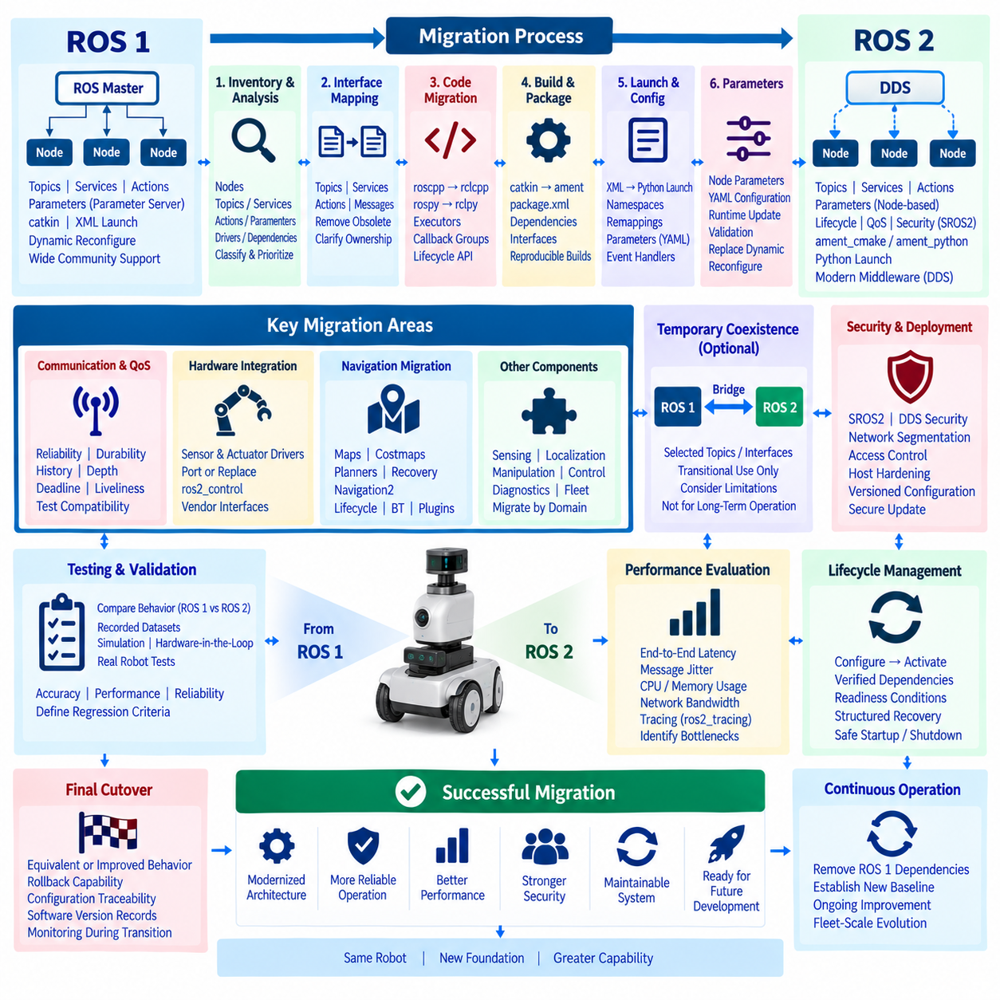 ROS 1
Migration Process
ROS 2
ROS Master
Node
Node
Node
Topics | Services | Actions
Parameters (Parameter Server)
catkin | XML Launch
Dynamic Reconfigure
Wide Community Support
1. Inventory &
Analysis
Nodes
Topics / Services
Actions / Paramenters
Drivers / Dependencies
Classify & Prioritize
2. Interface
Mapping
Topics | Services
Actions | Messages
Remove Obsolete
Clarify Ownership
3. Code
Migration
</>
roscpp → rclcpp
rospy → rclpy
Executors
Callback Groups
Lifecycle API
4. Build &
Package
catkin → ament
package.xml
Dependencies
Interfaces
Reproducible Builds
5. Launch &
Config
XML → Python Launch
Namespaces
Remappings
Parameters (YAML)
Event Handlers
6. Parameters
Node Parameters
YAML Configuration
Runtime Update
Validation
Replace Dynamic
Reconfigure
DDS
Node
Node
Node
Topics | Services | Actions
Parameters (Node-based)
Lifecycle | QoS | Security (SROS2)
ament_cmake / ament_python
Python Launch
Modern Middleware (DDS)
Key Migration Areas
Communication & QoS
Reliability | Durability
History | Depth
Deadline | Liveliness
Test Compatibility
Hardware Integration
Sensor & Actuator Drivers
Port or Replace
ros2_control
Vendor Interfaces
Navigation Migration
Maps | Costmaps
Planners | Recovery
Navigation2
Lifecycle | BT | Plugins
Other Components
Sensing | Localization
Manipulation | Control
Diagnostics | Fleet
Migrate by Domain
Temporary Coexistence
(Optional)
ROS 1
Bridge
ROS 2
Selected Topics / Interfaces
Transitional Use Only
Consider Limitations
Not for Long-Term Operation
Security & Deployment
SROS2 | DDS Security
Network Segmentation
Access Control
Host Hardening
Versioned Configuration
Secure Update
Testing & Validation
Compare Behavior (ROS 1 vs ROS 2)
Recorded Datasets
Simulation | Hardware-in-the-Loop
Real Robot Tests
Accuracy | Performance | Reliability
Define Regression Criteria
From
ROS 1
To
ROS 2
Performance Evaluation
End-to-End Latency
Message Jitter
CPU / Memory Usage
Network Bandwidth
Tracing (ros2_tracing)
Identify Bottlenecks
Lifecycle Management
Configure → Activate
Verified Dependencies
Readiness Conditions
Structured Recovery
Safe Startup / Shutdown
Final Cutover
Equivalent or Improved Behavior
Rollback Capability
Configuration Traceability
Software Version Records
Monitoring During Transition
Successful Migration
Modernized
Architecture
More Reliable
Operation
Better
Performance
Stronger
Security
Maintainable
System
Ready for
Future
Development
Continuous Operation
Remove ROS 1 Dependencies
Establish New Baseline
Ongoing Improvement
Fleet-Scale Evolution
Same Robot | New Foundation | Greater Capability